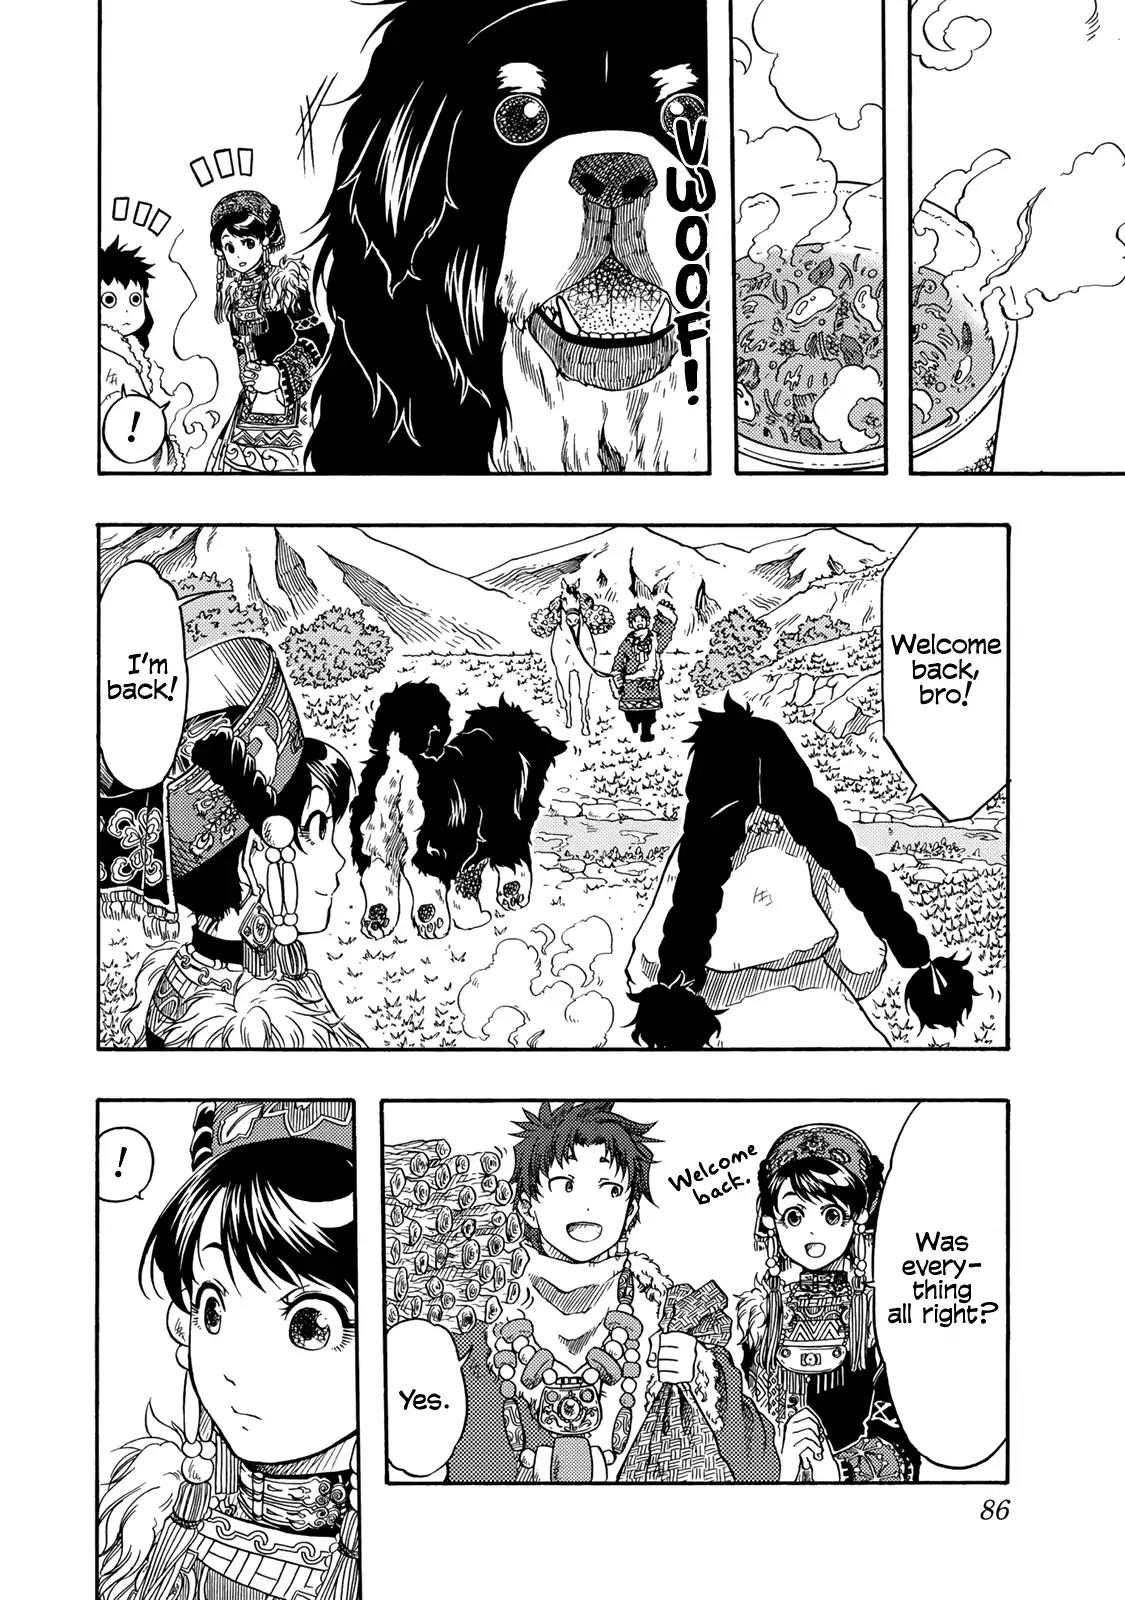 VWOOF!
!
Welcome
back,
bro!
I'm
back!
Was
every-
thing
all right?
Welcome
back.
Yes.
!
86